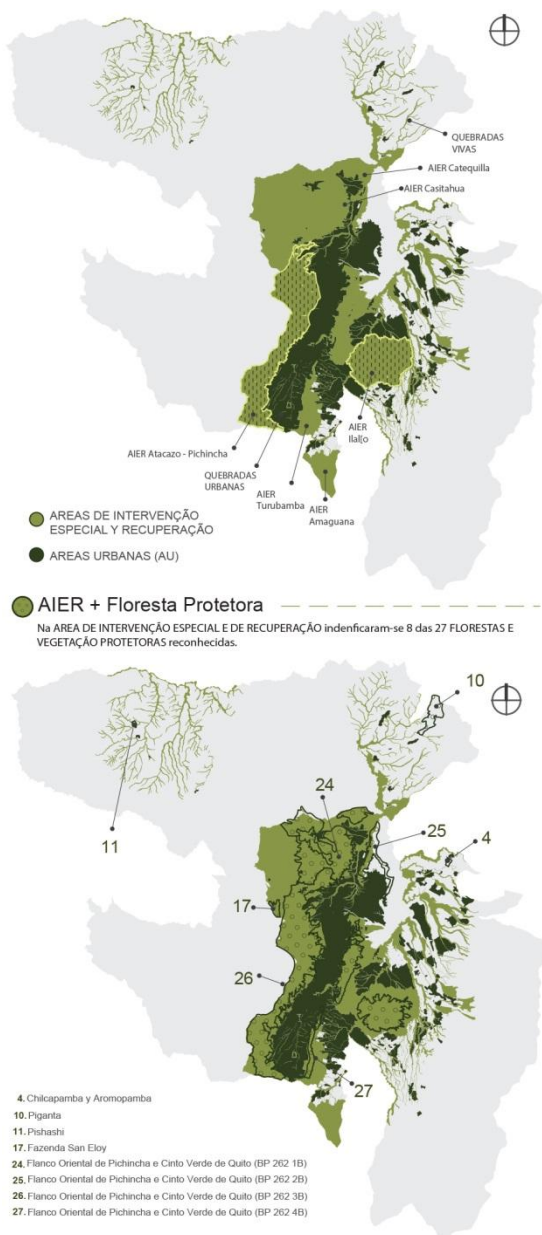 QUEBRADAS
VIVAS
AIER Catequilla
AIER Casitahua
AIER Atacazo - Pichincha
QUEBRADAS
URBANAS
AIER
Turubamba
AIER
Amaguana
AIER
Ilal[o
AREAS DE INTERVENÇÃO
ESPECIAL Y RECUPERAÇÃO
AREAS URBANAS (AU)
AIER + Floresta Protetora
Na AREA DE INTERVENÇÃO ESPECIAL E DE RECUPERAÇÃO indenficaram-se 8 das 27 FLORESTAS E
VEGETAÇÃO PROTETORAS reconhecidas.
10
11
24
25
4
17
26
27
4. Chilcapamba y Aromopamba
10. Piganta
11. Pishashi
17. Fazenda San Eloy
24. Flanco Oriental de Pichincha e Cinto Verde de Quito (BP 262 1B)
25. Flanco Oriental de Pichincha e Cinto Verde de Quito (BP 262 2B)
26. Flanco Oriental de Pichincha e Cinto Verde de Quito (BP 262 3B)
27. Flanco Oriental de Pichincha e Cinto Verde de Quito (BP 262 4B)